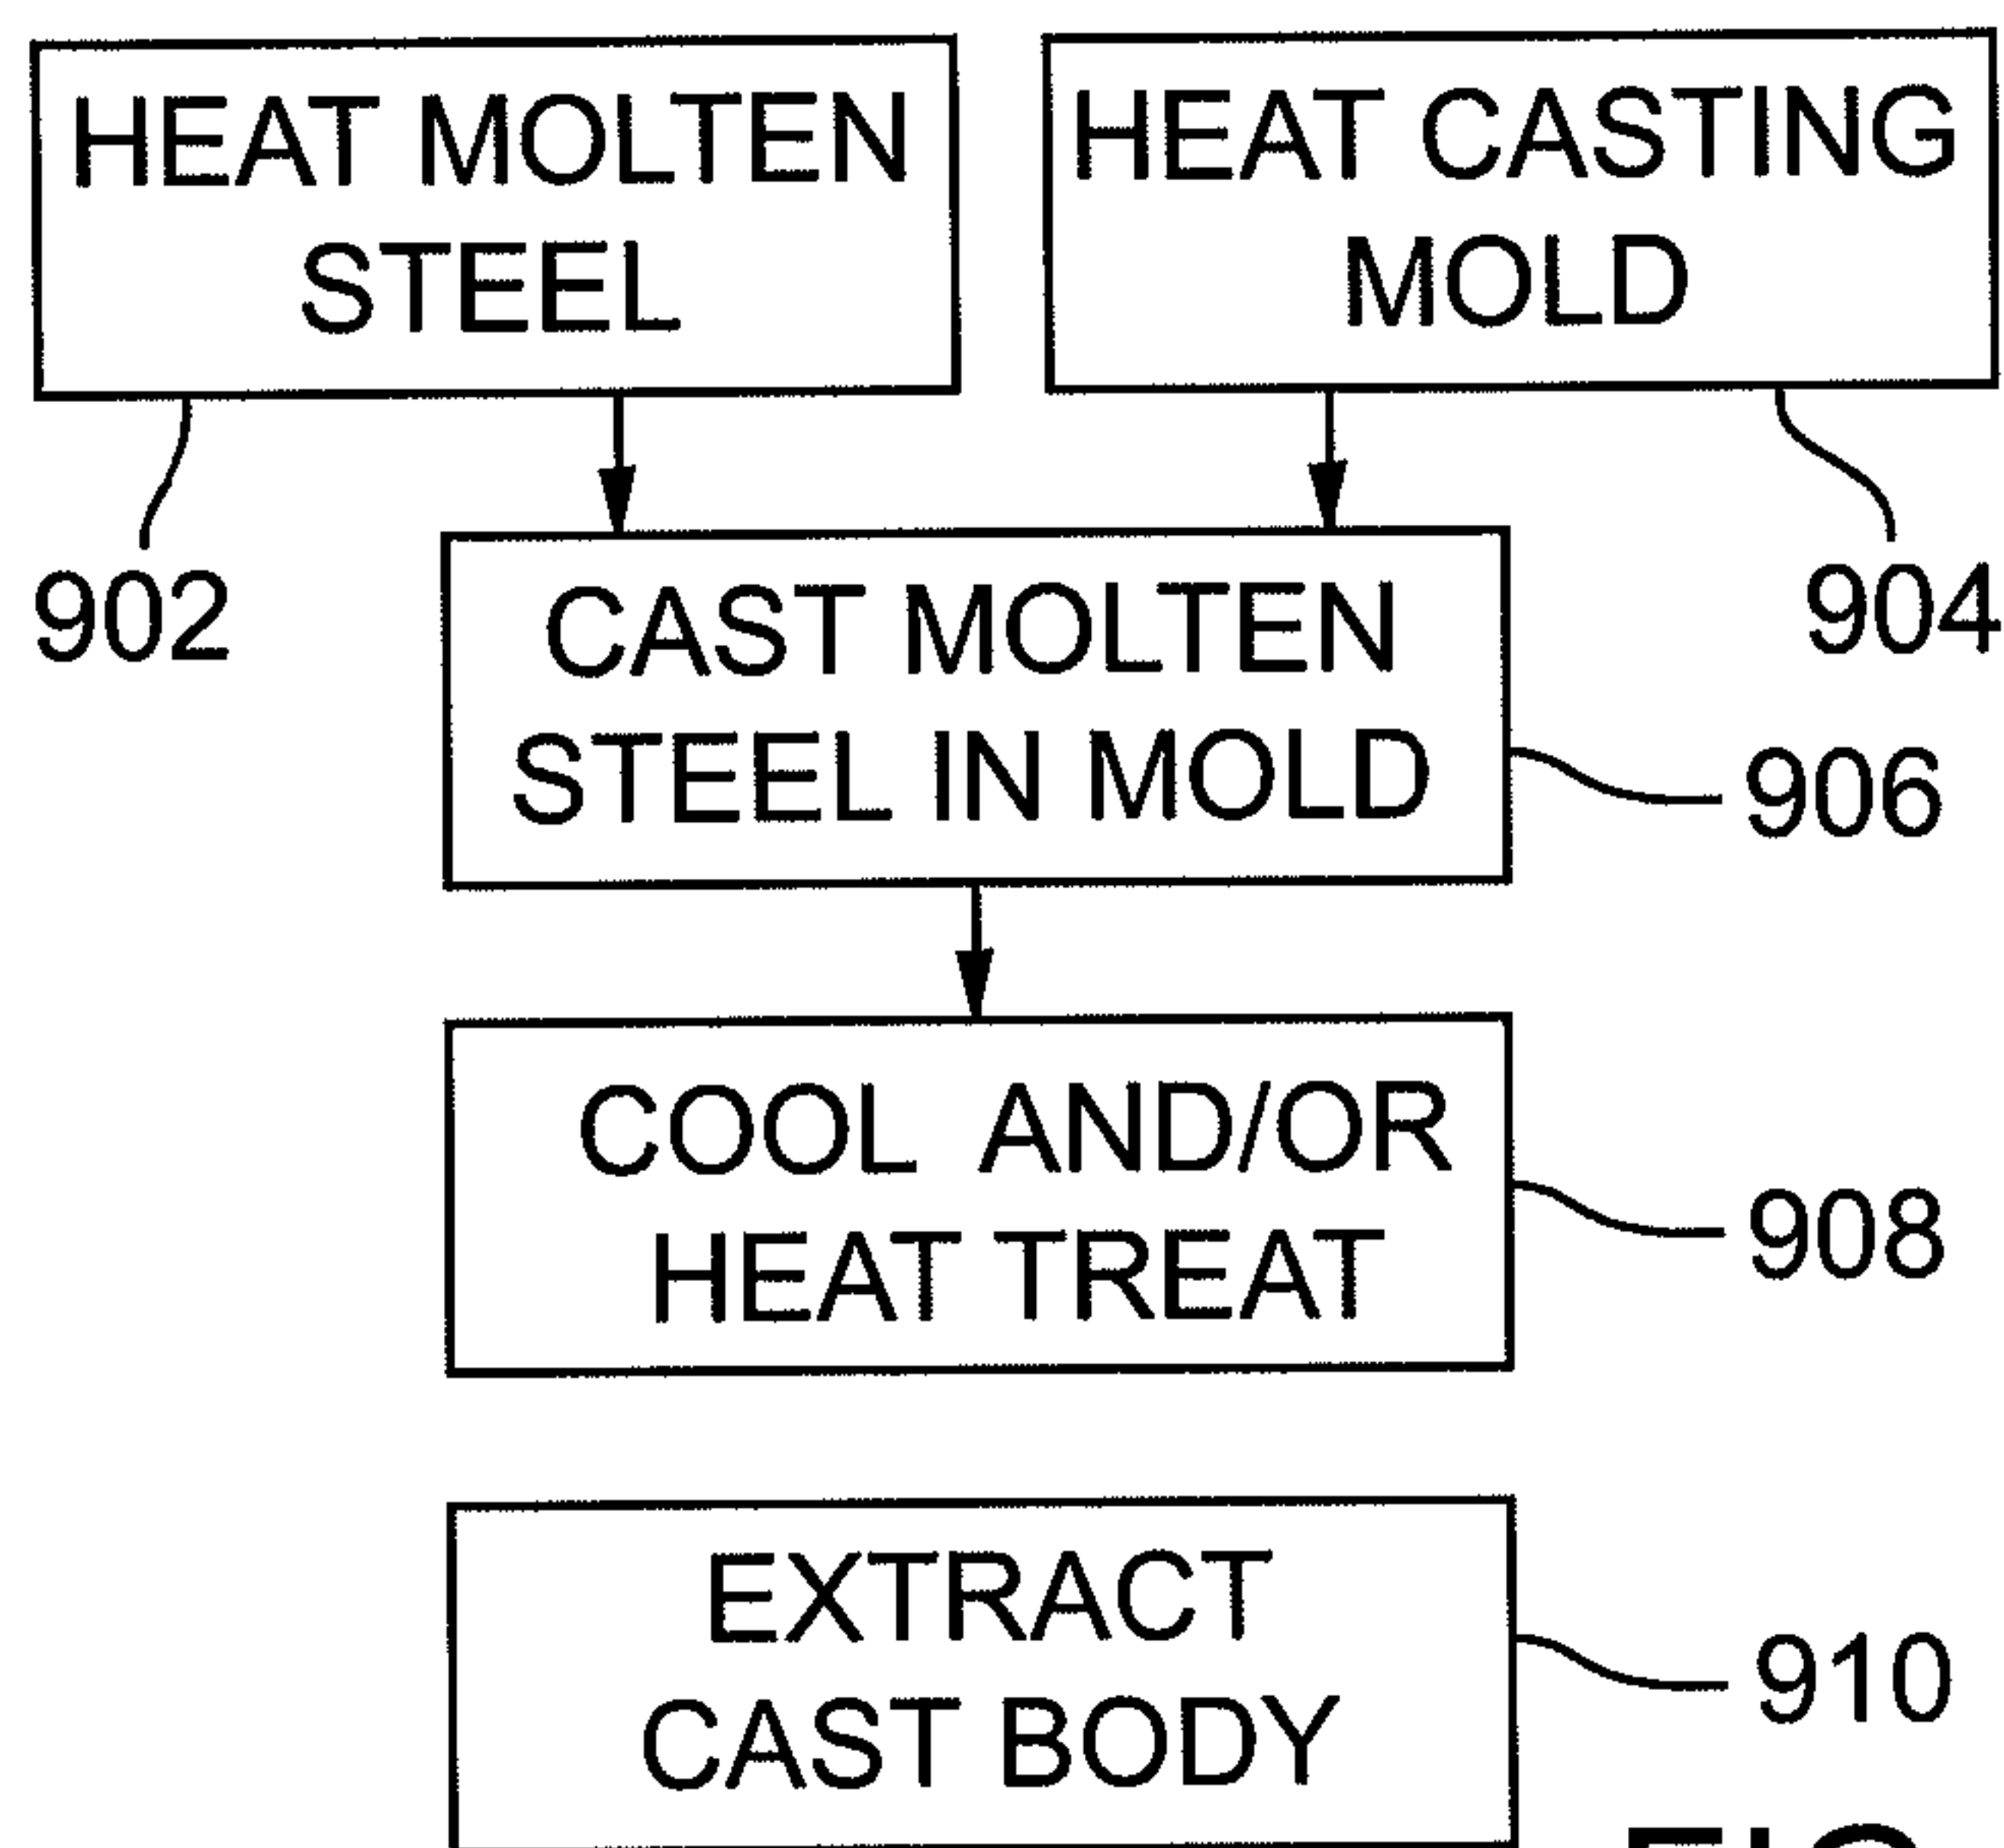 HEAT MOLTEN
STEEL
HEAT CASTING
MOLD
902
904
CAST MOLTEN
STEEL IN MOLD
906
COOL AND/OR
HEAT TREAT
908
EXTRACT
CAST BODY
910